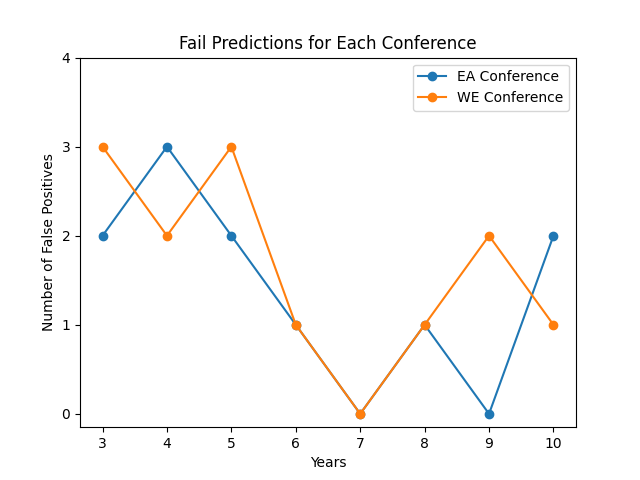 Fail Predictions for Each Conference
EA Conference
WE Conference
Number of False Positives
4
3
2
1
0
3 4 5 6 7 8 9 10
Years